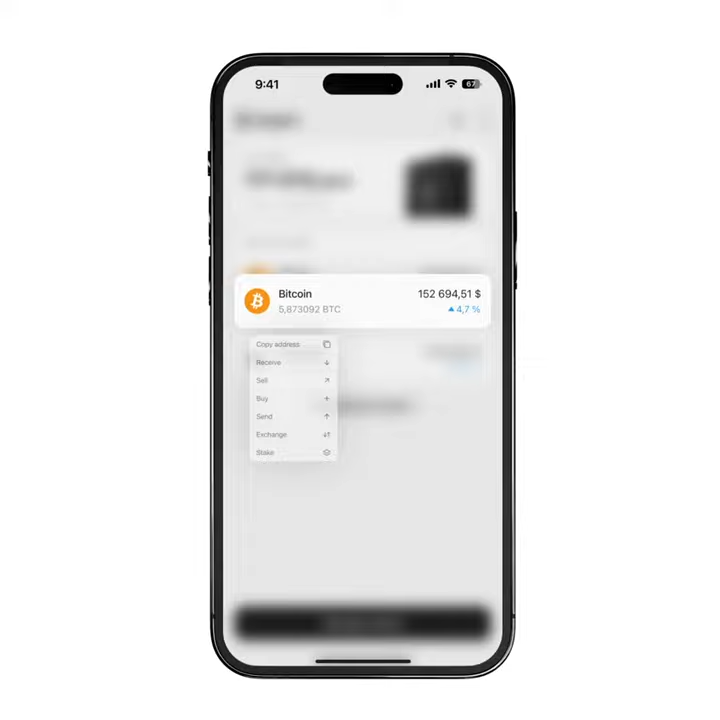 9:41
67
Bitcoin
152 694,51 $
5,873092 BTC
4,7 %
Copy address
Receive
Sell
Buy
Send
Exchange
Stake